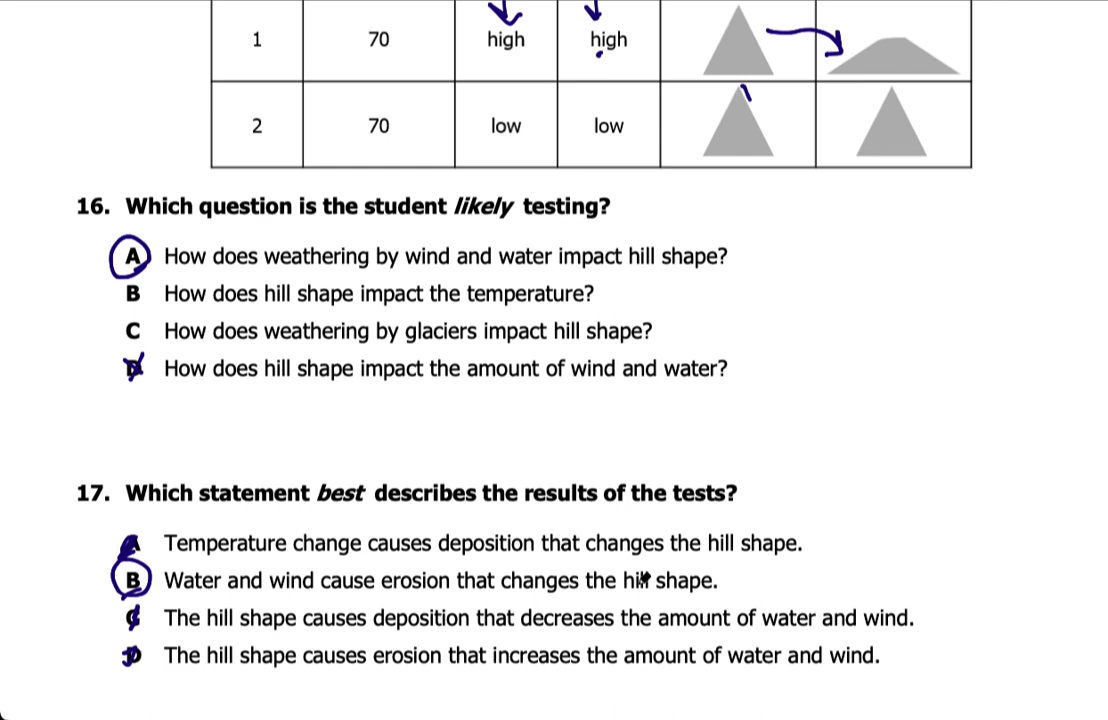 1 70 high high
2 70 low low
16. Which question is the student likely testing?
A How does weathering by wind and water impact hill shape?
B How does hill shape impact the temperature?
C How does weathering by glaciers impact hill shape?
D How does hill shape impact the amount of wind and water?
17. Which statement best describes the results of the tests?
A Temperature change causes deposition that changes the hill shape.
B Water and wind cause erosion that changes the hill shape.
C The hill shape causes deposition that decreases the amount of water and wind.
D The hill shape causes erosion that increases the amount of water and wind.